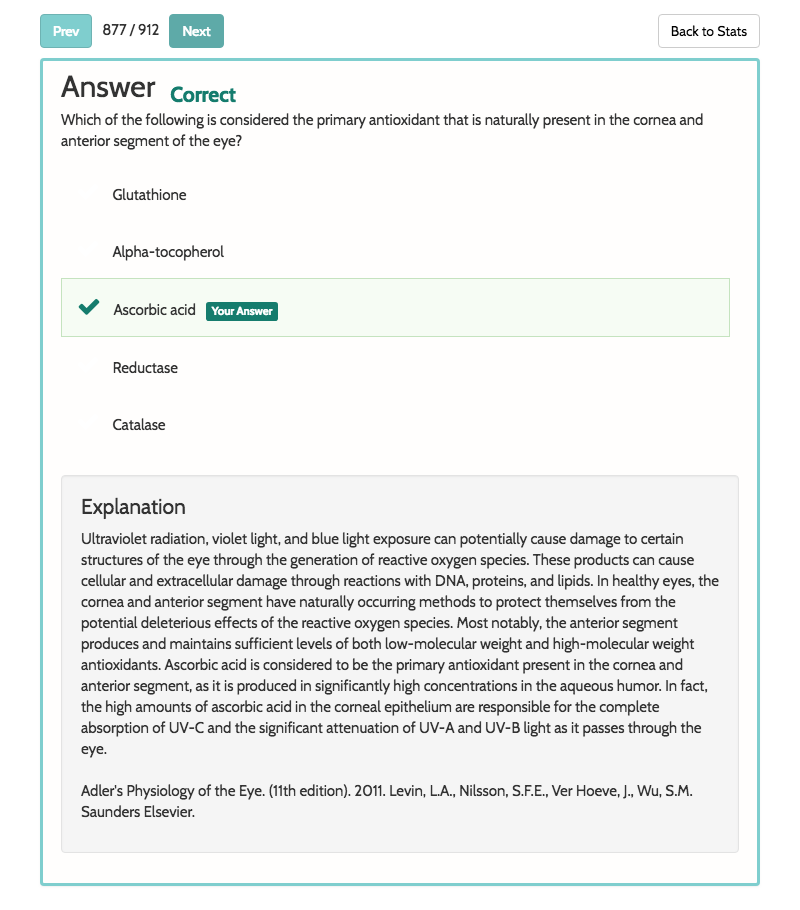 Prev 877 / 912 Next Back to Stats
Answer Correct
Which of the following is considered the primary antioxidant that is naturally present in the cornea and
anterior segment of the eye?
Glutathione
Alpha-tocopherol
Ascorbic acid Your Answer
Reductase
Catalase
Explanation
Ultraviolet radiation, violet light, and blue light exposure can potentially cause damage to certain
structures of the eye through the generation of reactive oxygen species. These products can cause
cellular and extracellular damage through reactions with DNA, proteins, and lipids. In healthy eyes, the
cornea and anterior segment have naturally occurring methods to protect themselves from the
potential deleterious effects of the reactive oxygen species. Most notably, the anterior segment
produces and maintains sufficient levels of both low-molecular weight and high-molecular weight
antioxidants. Ascorbic acid is considered to be the primary antioxidant present in the cornea and
anterior segment, as it is produced in significantly high concentrations in the aqueous humor. In fact,
the high amounts of ascorbic acid in the corneal epithelium are responsible for the complete
absorption of UV-C and the significant attenuation of UV-A and UV-B light as it passes through the
eye.
Adler's Physiology of the Eye. (11th edition). 2011. Levin, L.A., Nilsson, S.F.E., Ver Hoeve, J., Wu, S.M.
Saunders Elsevier.